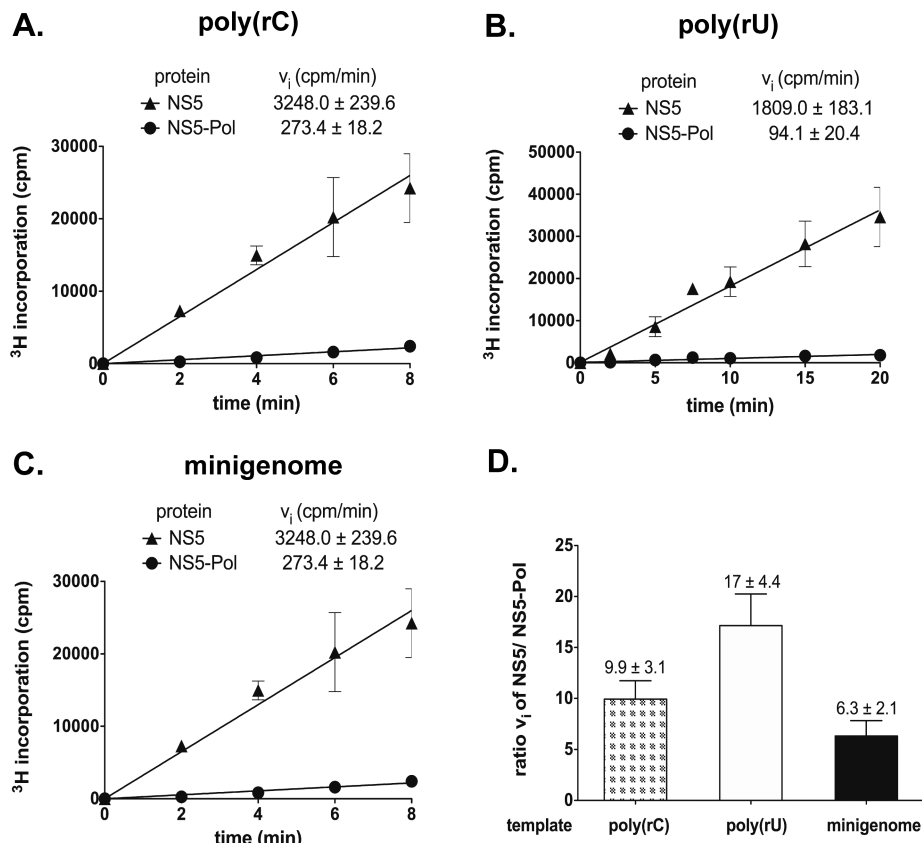 A.
poly(rC)
protein v_i (cpm/min)
NS5 3248.0 ± 239.6
NS5-Pol 273.4 ± 18.2
³H incorporation (cpm)
30000
20000
10000
0
0 2 4 6 8
time (min)
B.
poly(rU)
protein v_i (cpm/min)
NS5 1809.0 ± 183.1
NS5-Pol 94.1 ± 20.4
³H incorporation (cpm)
50000
40000
30000
20000
10000
0
0 5 10 15 20
time (min)
C.
minigenome
protein v_i (cpm/min)
NS5 3248.0 ± 239.6
NS5-Pol 273.4 ± 18.2
³H incorporation (cpm)
30000
20000
10000
0
0 2 4 6 8
time (min)
D.
ratio v_i of NS5/ NS5-Pol
25
20
15
10
5
0
9.9 ± 3.1
17 ± 4.4
6.3 ± 2.1
template poly(rC) poly(rU) minigenome